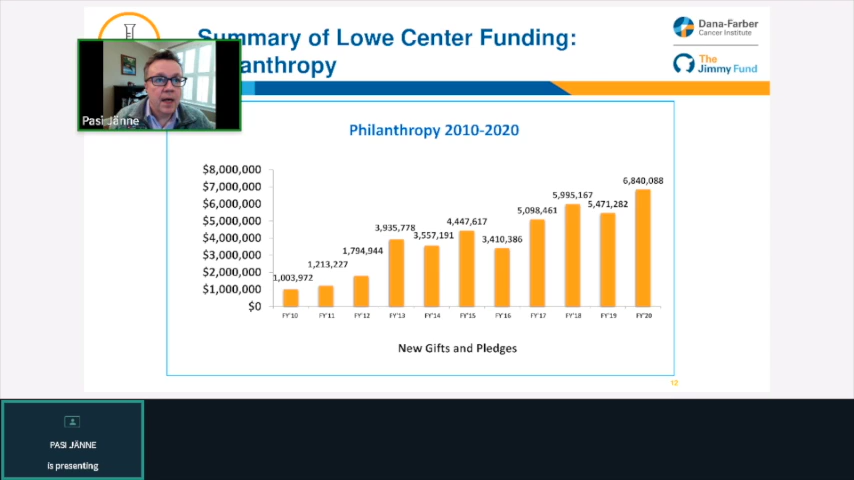 Summary of Lowe Center Funding:
anthropy
Dana-Farber
Cancer Institute
The
Jimmy Fund
Pasi Jänne
Philanthropy 2010-2020
$8,000,000
$7,000,000
$6,000,000
$5,000,000
$4,000,000
$3,000,000
$2,000,000
$1,000,000
$0
1,003,972
1,213,227
1,794,944
3,935,778
3,557,191
4,447,617
3,410,386
5,098,461
5,995,167
5,471,282
6,840,088
FY'10 FY'11 FY'12 FY'13 FY'14 FY'15 FY'16 FY'17 FY'18 FY'19 FY'20
New Gifts and Pledges
12
PASI JÄNNE
is presenting